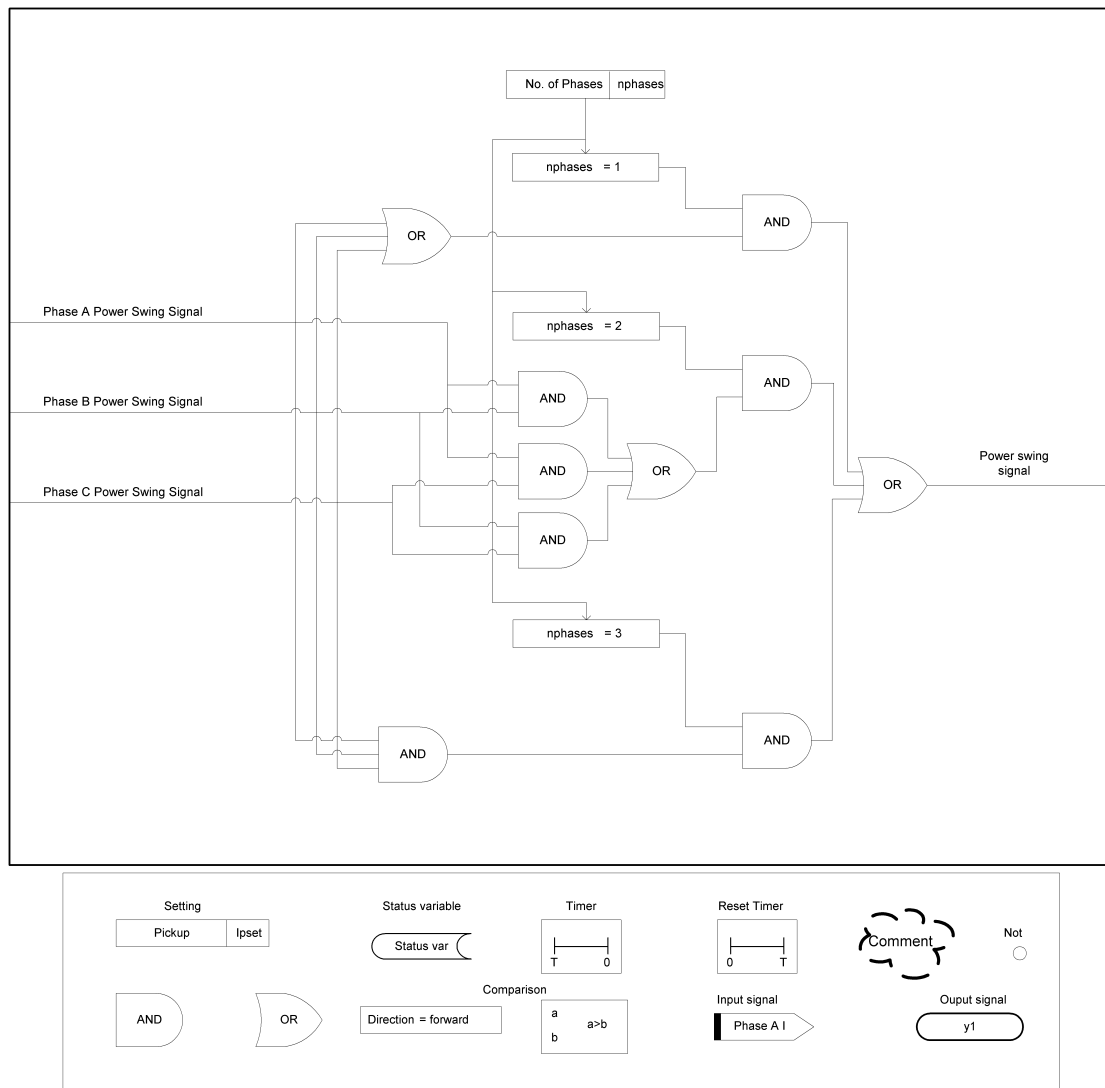 No. of Phases nphases
nphases = 1
AND
OR
Phase A Power Swing Signal
nphases = 2
AND
Phase B Power Swing Signal
AND
Power swing
signal
AND
OR
OR
Phase C Power Swing Signal
AND
nphases = 3
AND
AND
Setting
Status variable
Timer
Reset Timer
Pickup Ipset
Status var
T 0
0 T
Comment
Not
Comparison
AND
OR
Direction = forward
a
a>b
b
Input signal
Phase A I
Ouput signal
y1